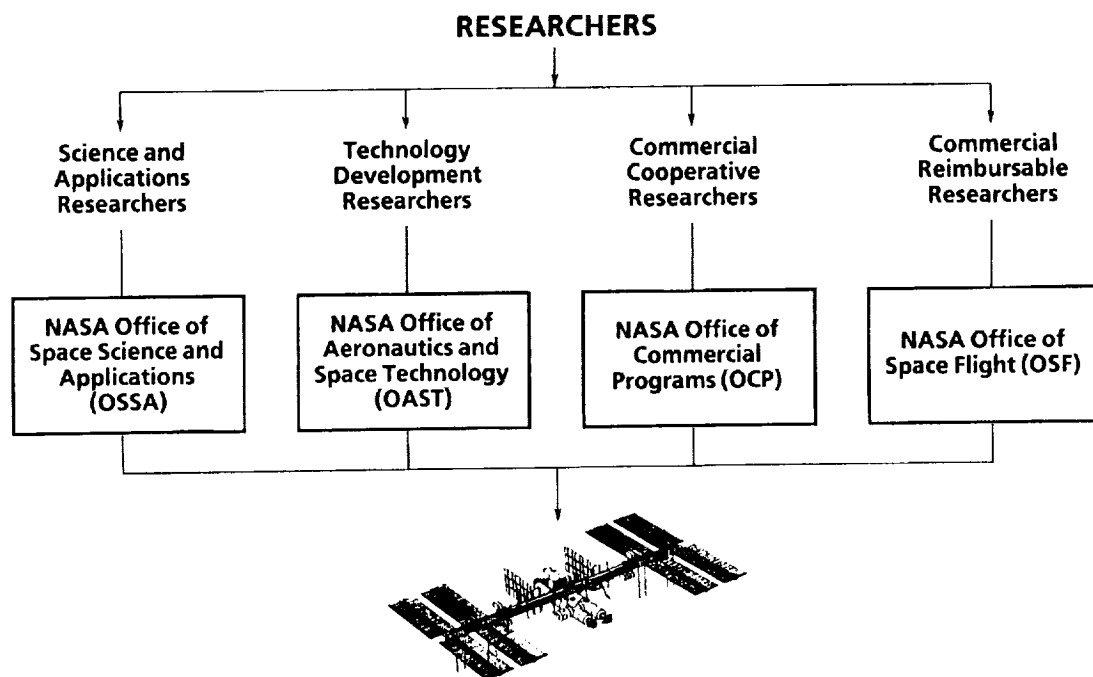 RESEARCHERS
Science and
Applications
Researchers
Technology
Development
Researchers
Commercial
Cooperative
Researchers
Commercial
Reimbursable
Researchers
NASA Office of
Space Science and
Applications
(OSSA)
NASA Office of
Aeronautics and
Space Technology
(OAST)
NASA Office of
Commercial
Programs (OCP)
NASA Office of
Space Flight (OSF)